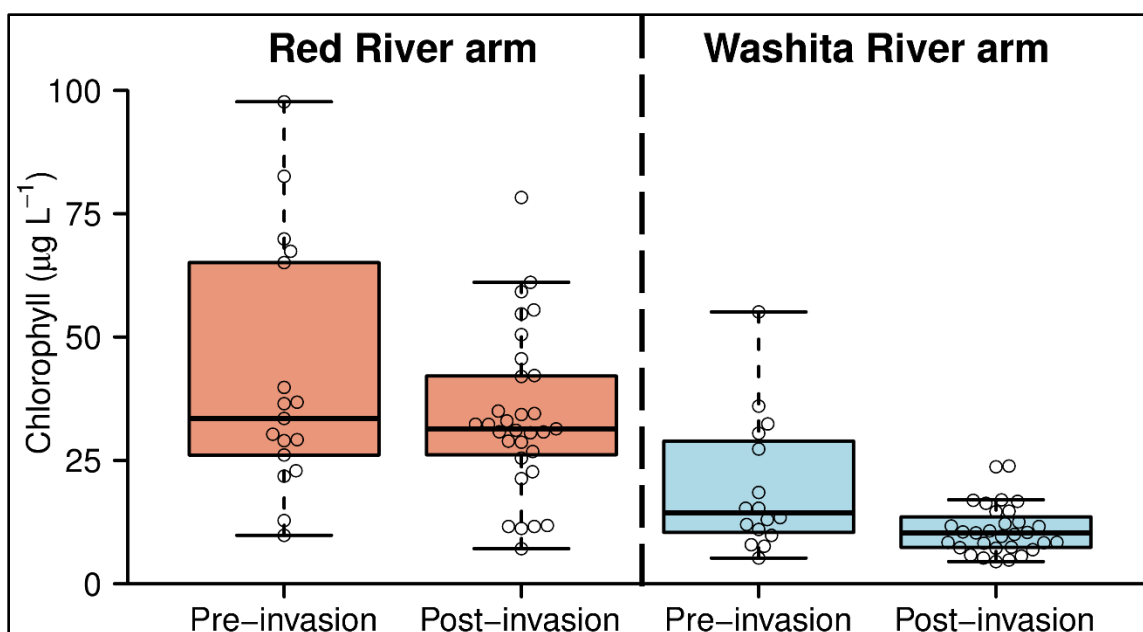 Red River arm
Washita River arm
Chlorophyll (µg L−1)
100
75
50
25
0
Pre−invasion
Post−invasion
Pre−invasion
Post−invasion